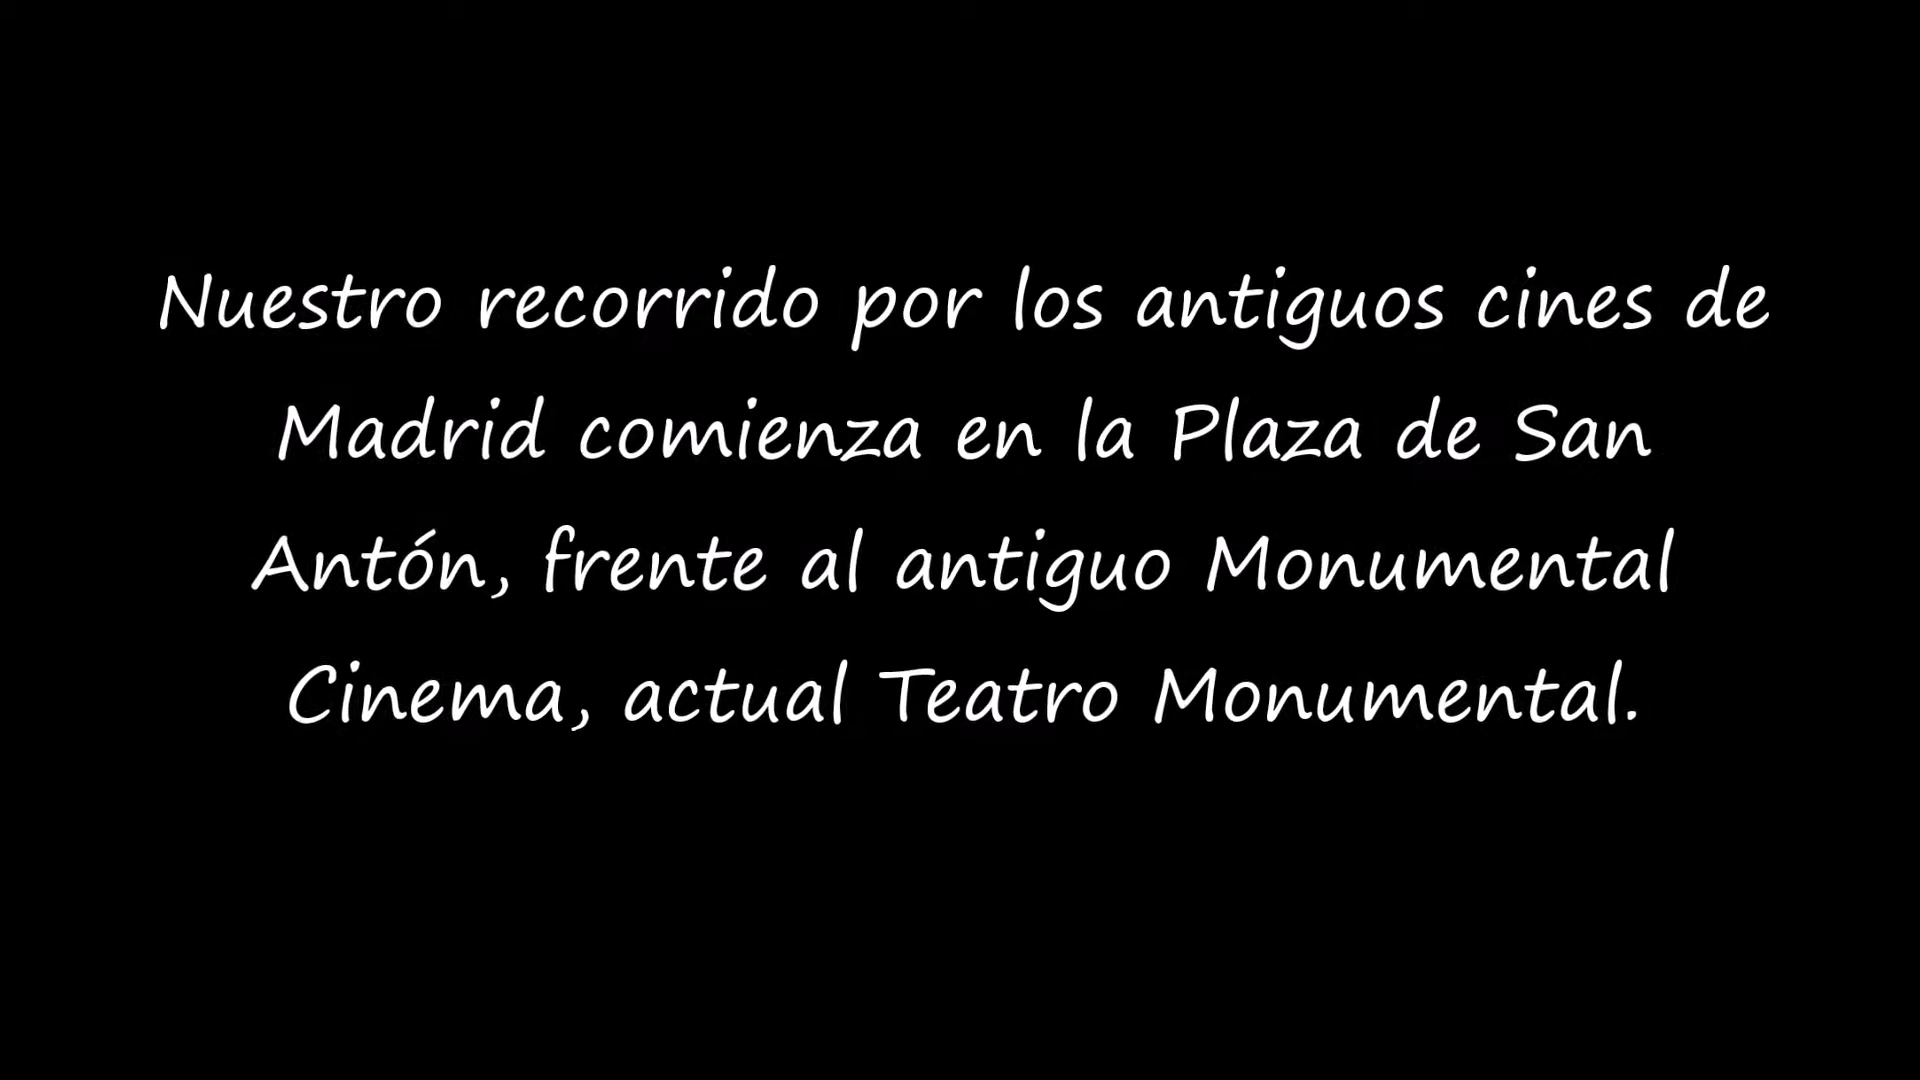 Nuestro recorrido por los antiguos cines de
Madrid comienza en la Plaza de San
Antón, frente al antiguo Monumental
Cinema, actual Teatro Monumental.